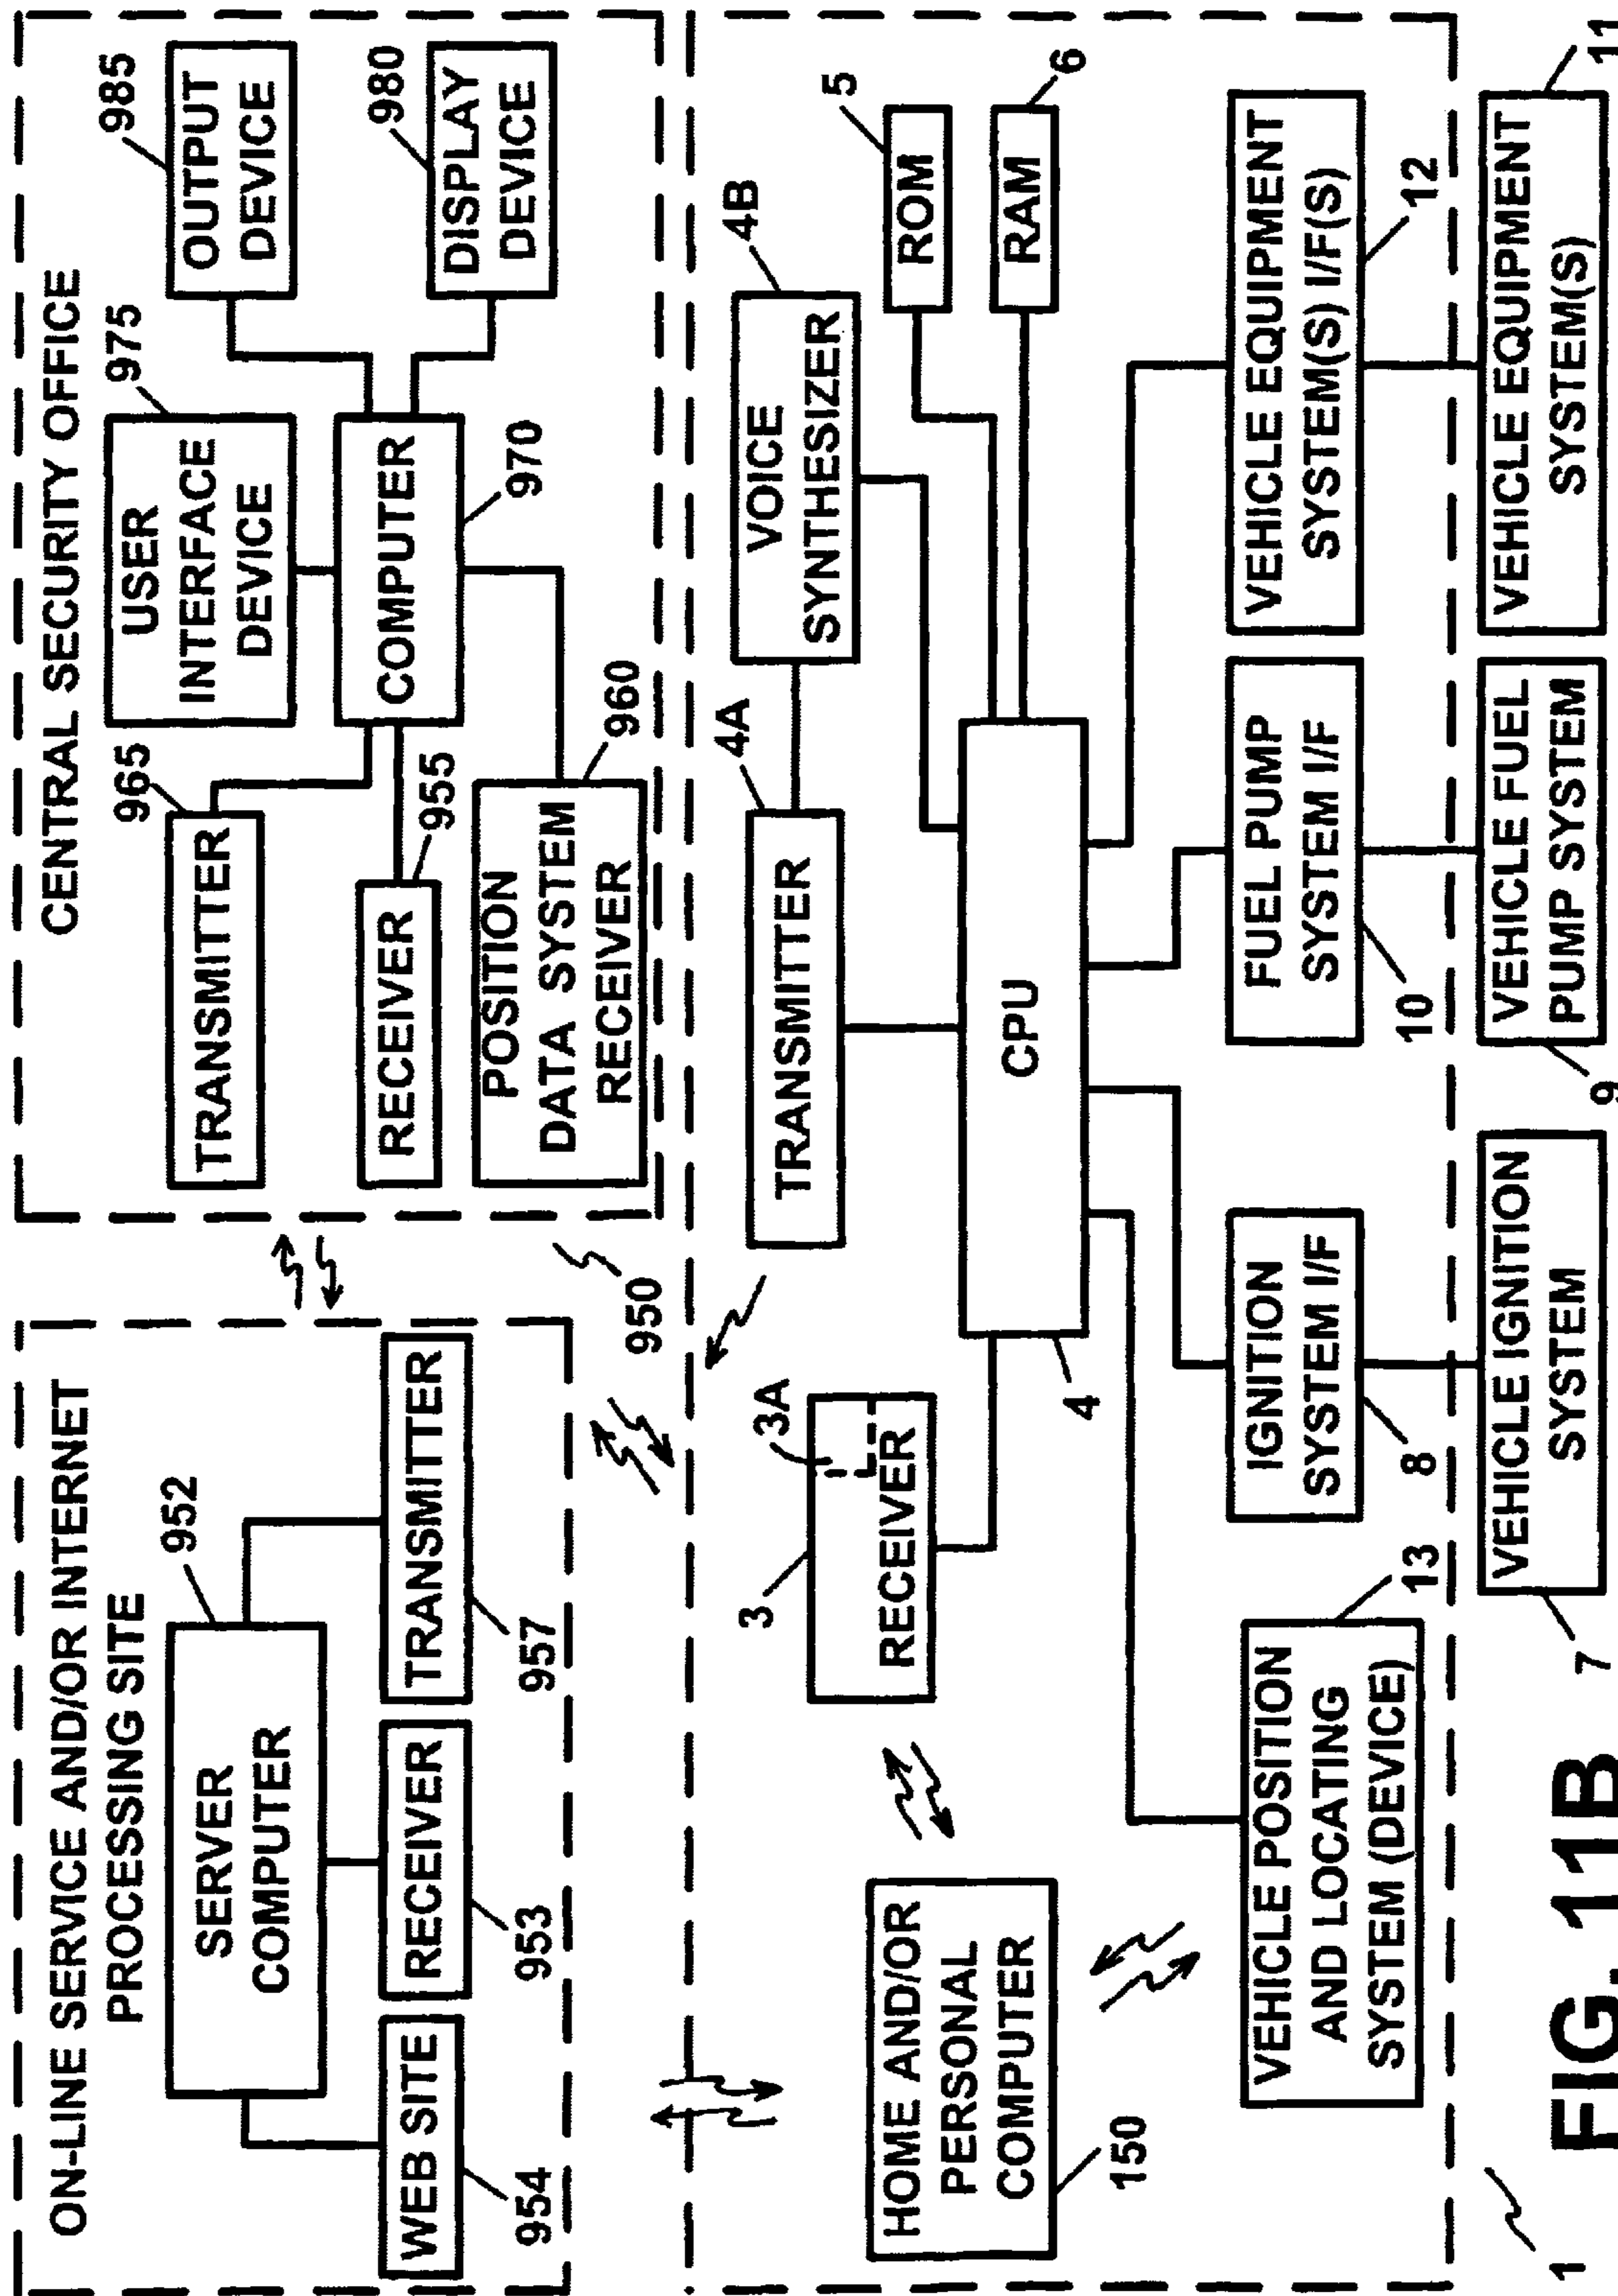 ON-LINE SERVICE AND/OR INTERNET
PROCESSING SITE
952
SERVER
COMPUTER
WEB SITE
954
RECEIVER
953
TRANSMITTER
957
CENTRAL SECURITY OFFICE
965
TRANSMITTER
RECEIVER
955
POSITION
DATA SYSTEM
RECEIVER
960
975
USER
INTERFACE
DEVICE
COMPUTER
970
985
OUTPUT
DEVICE
980
DISPLAY
DEVICE
950
HOME AND/OR
PERSONAL
COMPUTER
150
3
3A
RECEIVER
4A
TRANSMITTER
4B
VOICE
SYNTHESIZER
5
ROM
6
RAM
CPU
4
VEHICLE POSITION
AND LOCATING
SYSTEM (DEVICE)
13
IGNITION
SYSTEM I/F
8
FUEL PUMP
SYSTEM I/F
10
VEHICLE EQUIPMENT
SYSTEM(S) I/F(S)
12
VEHICLE IGNITION
SYSTEM
7
VEHICLE FUEL
PUMP SYSTEM
9
VEHICLE EQUIPMENT
SYSTEM(S)
11
1
FIG. 11B